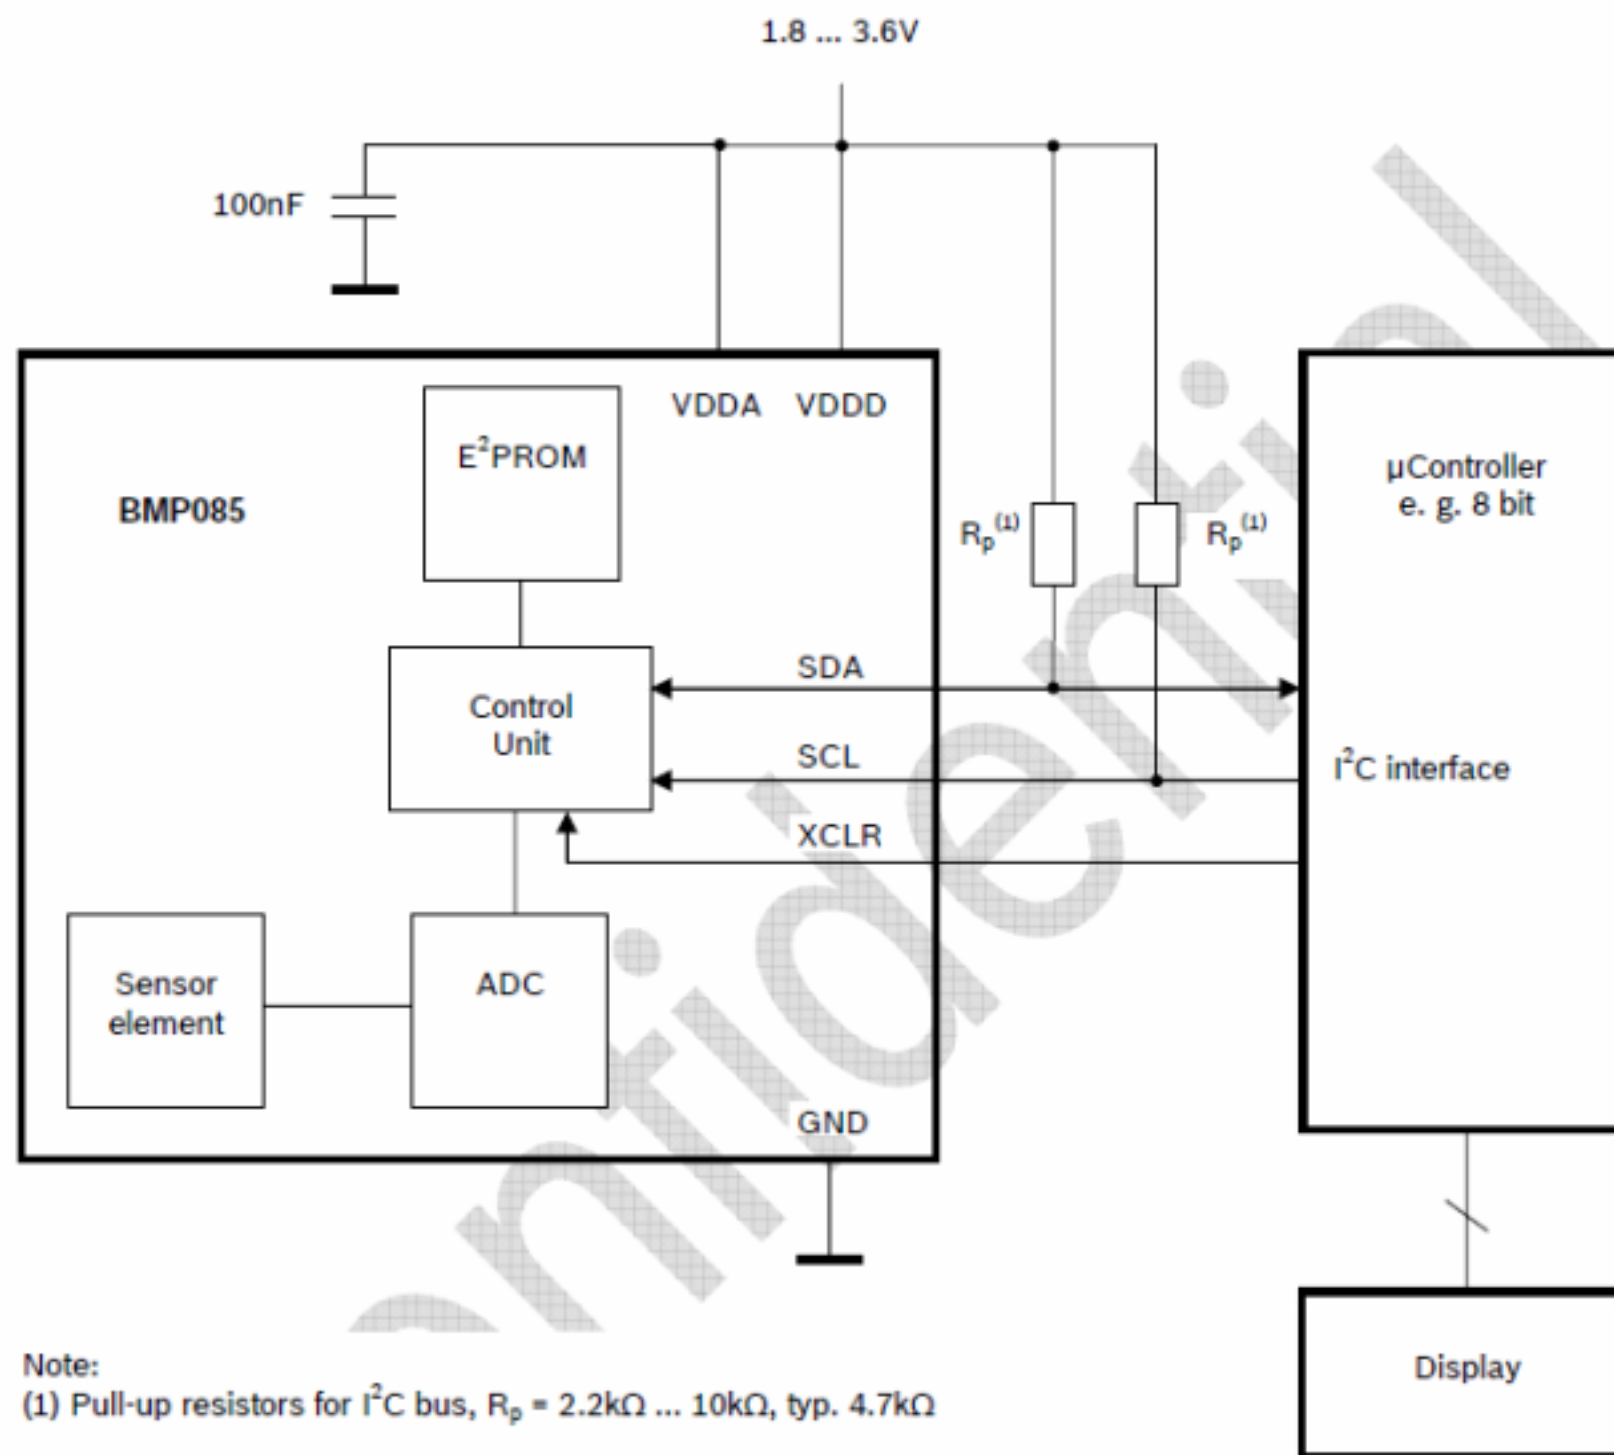 1.8 ... 3.6V
100nF
VDDA VDDD
E²PROM
BMP085
µController
e. g. 8 bit
Rp(1)
Rp(1)
SDA
Control
Unit
SCL
I²C interface
XCLR
Sensor
element
ADC
GND
Display
Note:
(1) Pull-up resistors for I²C bus, Rp = 2.2kΩ ... 10kΩ, typ. 4.7kΩ